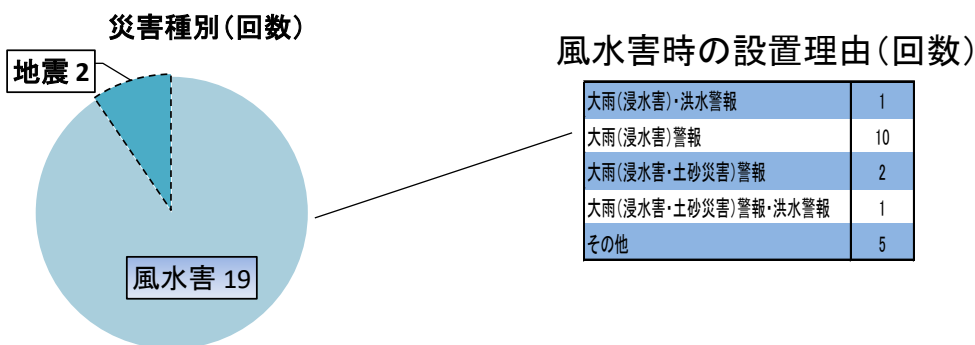 災害種別(回数)
地震 2
風水害 19
風水害時の設置理由(回数)
大雨(浸水害)・洪水警報 1
大雨(浸水害)警報 10
大雨(浸水害・土砂災害)警報 2
大雨(浸水害・土砂災害)警報・洪水警報 1
その他 5